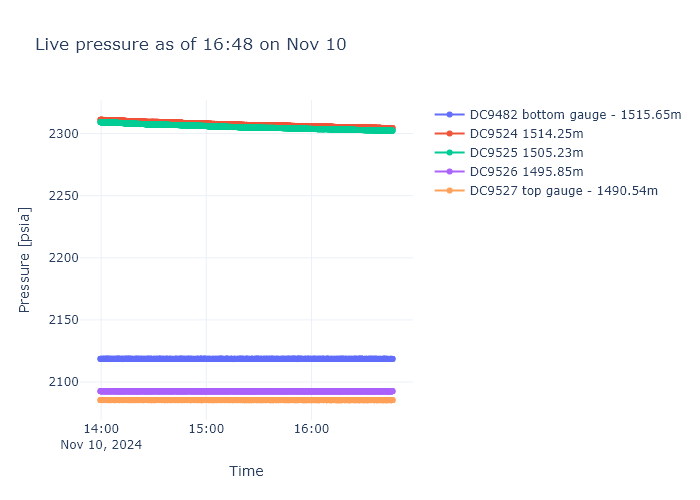 Live pressure as of 16:48 on Nov 10
DC9482 bottom gauge - 1515.65m
DC9524 1514.25m
DC9525 1505.23m
DC9526 1495.85m
DC9527 top gauge - 1490.54m
Pressure [psia]
2300
2250
2200
2150
2100
14:00
15:00
16:00
Nov 10, 2024
Time